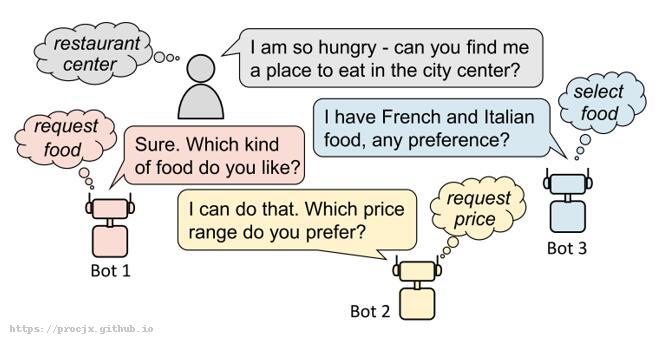 restaurant
center
I am so hungry - can you find me
a place to eat in the city center?
select
food
I have French and Italian
food, any preference?
request
food
Sure. Which kind
of food do you like?
I can do that. Which price
range do you prefer?
request
price
Bot 1
Bot 2
Bot 3
https://procjx.github.io